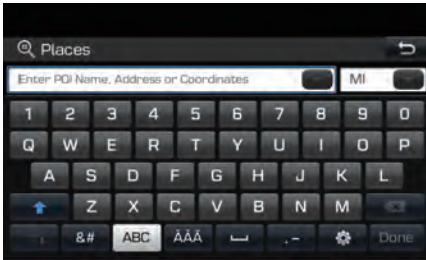 Places
Enter POI Name, Address or Coordinates MI
1 2 3 4 5 6 7 8 9 0
Q W E R T Y U I O P
A S D F G H J K L
Z X C V B N M
&# ABC ÀÄÂ .- Done